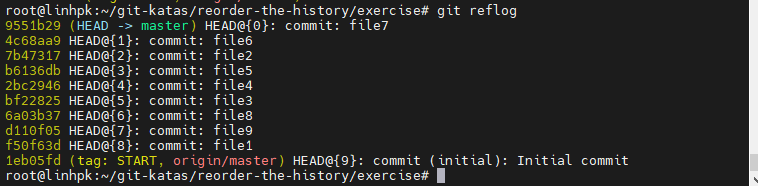 root@linhpk:~/git-katas/reorder-the-history/exercise# git reflog
9551b29 (HEAD -> master) HEAD@{0}: commit: file7
4c68aa9 HEAD@{1}: commit: file6
7b47317 HEAD@{2}: commit: file2
b6136db HEAD@{3}: commit: file5
2bc2946 HEAD@{4}: commit: file4
bf22825 HEAD@{5}: commit: file3
6a03b37 HEAD@{6}: commit: file8
d110f05 HEAD@{7}: commit: file9
f50f63d HEAD@{8}: commit: file1
1eb05fd (tag: START, origin/master) HEAD@{9}: commit (initial): Initial commit
root@linhpk:~/git-katas/reorder-the-history/exercise#